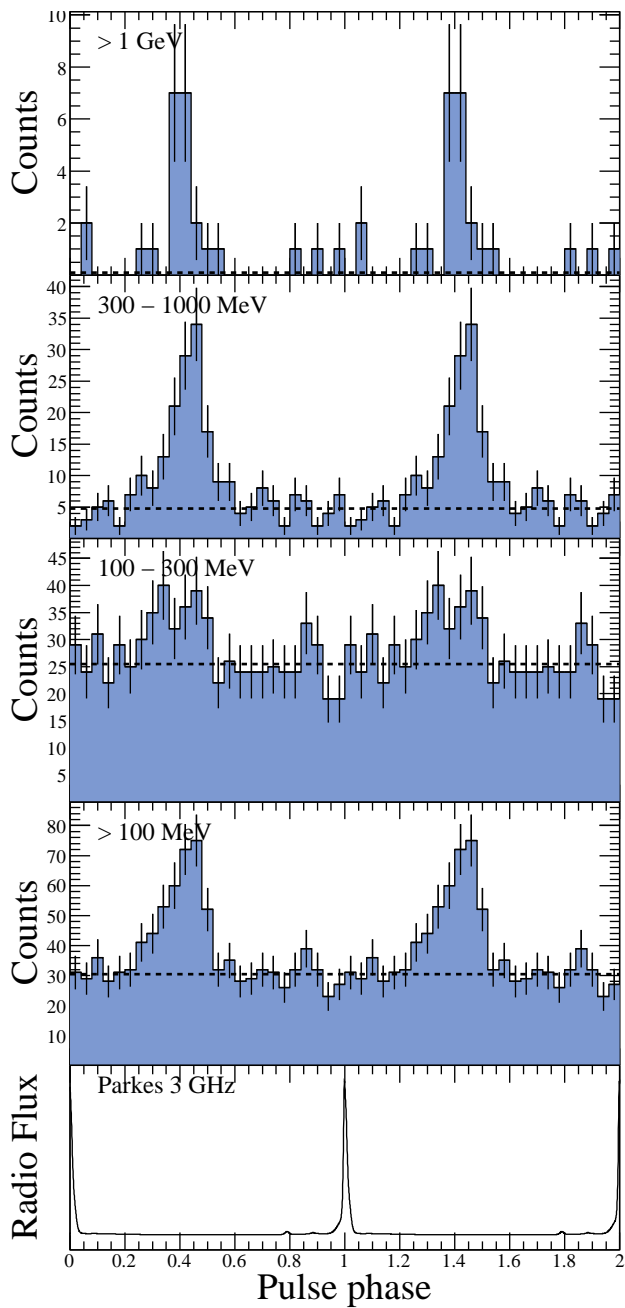 10
> 1 GeV
8
6
4
2
Counts
40
300 – 1000 MeV
35
30
25
20
15
10
5
Counts
45
100 – 300 MeV
40
35
30
25
20
15
10
5
Counts
> 100 MeV
80
70
60
50
40
30
20
10
Counts
Parkes 3 GHz
Radio Flux
0 0.2 0.4 0.6 0.8 1 1.2 1.4 1.6 1.8 2
Pulse phase